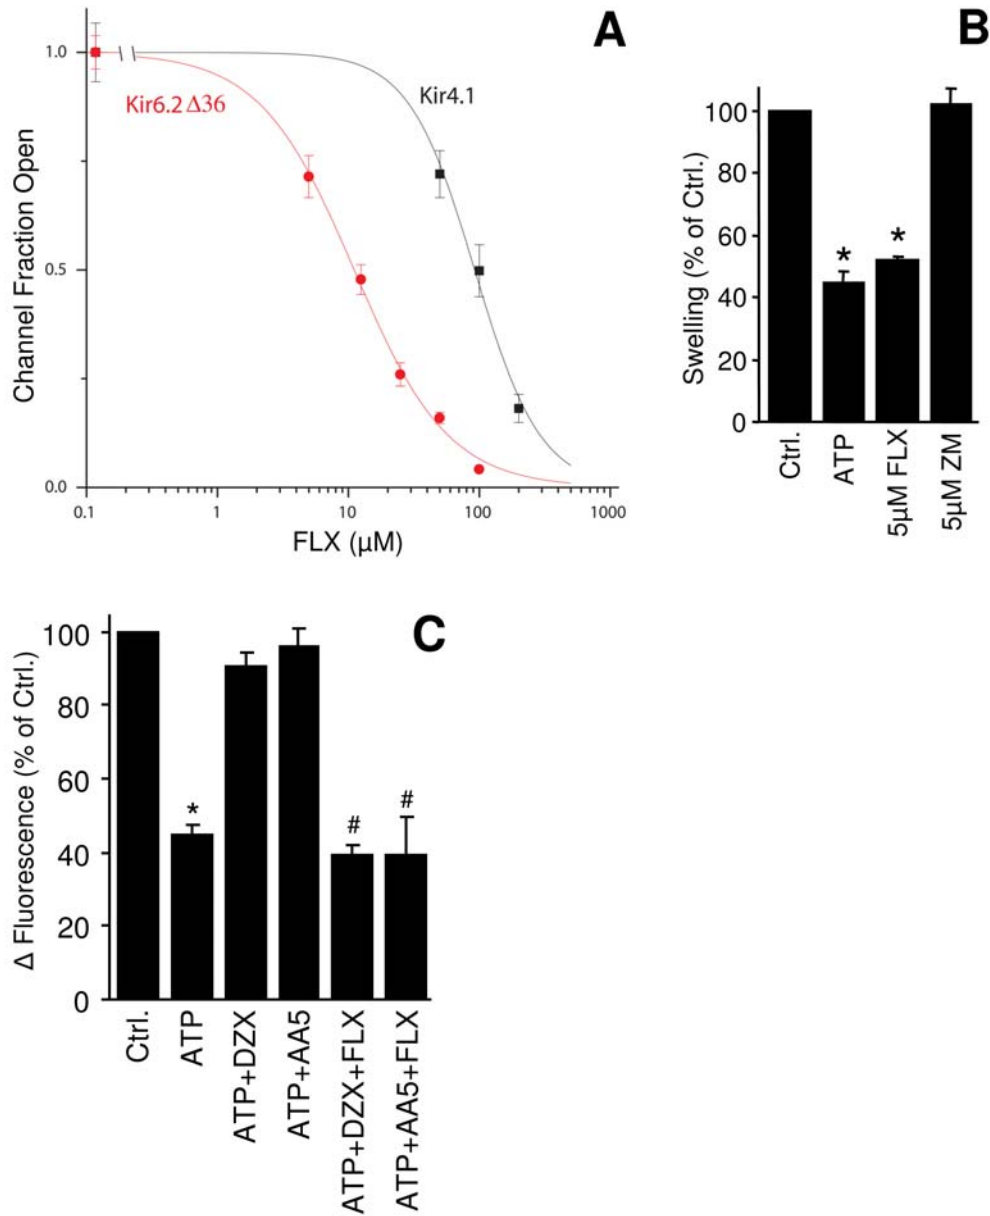 A
Channel Fraction Open
1.0
0.5
0.0
Kir6.2 Δ36
Kir4.1
0.1 1 10 100 1000
FLX (µM)
B
Swelling (% of Ctrl.)
100
80
60
40
20
0
* *
Ctrl.
ATP
5µM FLX
5µM ZM
C
Δ Fluorescence (% of Ctrl.)
100
80
60
40
20
0
* # #
Ctrl.
ATP
ATP+DZX
ATP+AA5
ATP+DZX+FLX
ATP+AA5+FLX